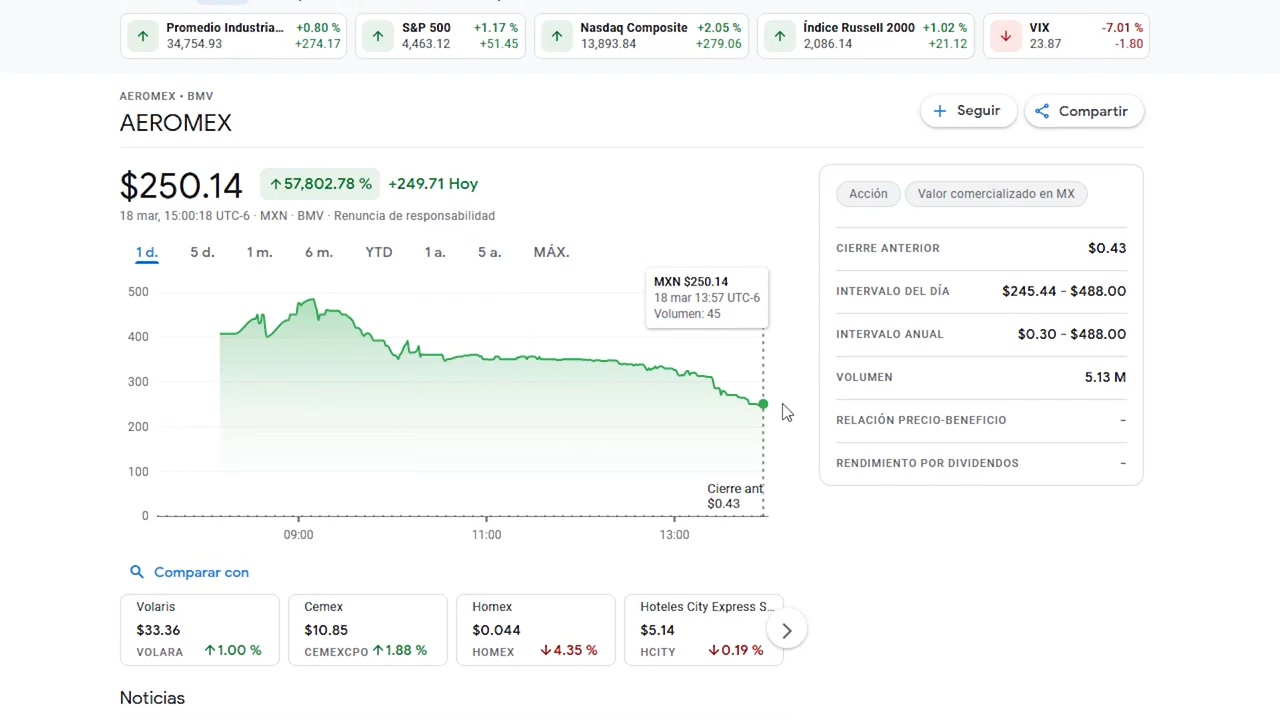 Promedio Industria... +0.80 %
34,754.93 +274.17
S&P 500 +1.17 %
4,463.12 +51.45
Nasdaq Composite +2.05 %
13,893.84 +279.06
Índice Russell 2000 +1.02 %
2,086.14 +21.12
VIX -7.01 %
23.87 -1.80
AEROMEX • BMV
AEROMEX
Seguir
Compartir
$250.14 57,802.78 % +249.71 Hoy
18 mar, 15:00:18 UTC-6 · MXN · BMV · Renuncia de responsabilidad
1 d. 5 d. 1 m. 6 m. YTD 1 a. 5 a. MÁX.
MXN $250.14
18 mar 13:57 UTC-6
Volumen: 45
500
400
300
200
100
0
Cierre ant
$0.43
09:00 11:00 13:00
Acción Valor comercializado en MX
CIERRE ANTERIOR $0.43
INTERVALO DEL DÍA $245.44 - $488.00
INTERVALO ANUAL $0.30 - $488.00
VOLUMEN 5.13 M
RELACIÓN PRECIO-BENEFICIO -
RENDIMIENTO POR DIVIDENDOS -
Comparar con
Volaris
$33.36
VOLARA 1.00 %
Cemex
$10.85
CEMEXCPO 1.88 %
Homex
$0.044
HOMEX 4.35 %
Hoteles City Express S...
$5.14
HCITY 0.19 %
Noticias